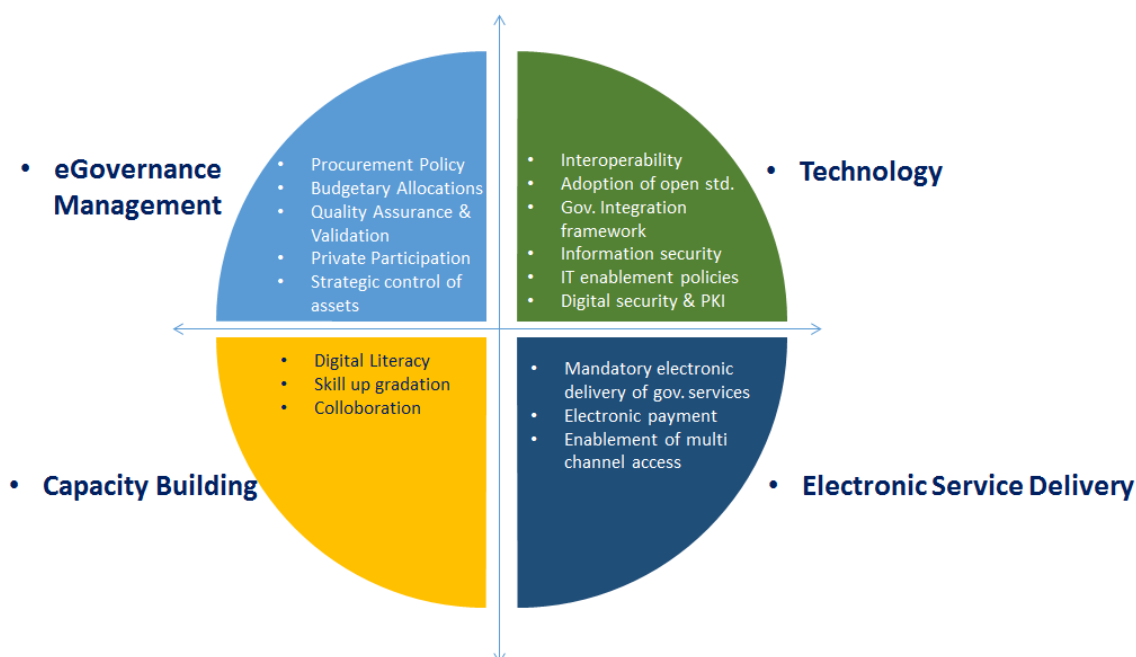 • eGovernance
Management
• Procurement Policy
• Budgetary Allocations
• Quality Assurance &
Validation
• Private Participation
• Strategic control of
assets
• Interoperability
• Adoption of open std.
• Gov. Integration
framework
• Information security
• IT enablement policies
• Digital security & PKI
• Technology
• Capacity Building
• Digital Literacy
• Skill up gradation
• Colloboration
• Mandatory electronic
delivery of gov. services
• Electronic payment
• Enablement of multi
channel access
• Electronic Service Delivery